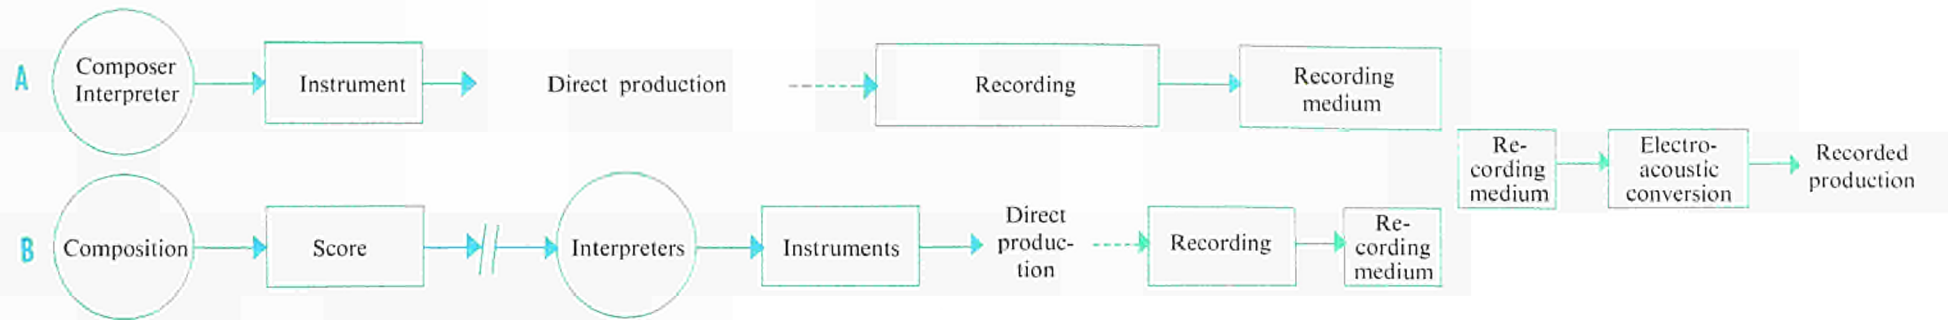 A
Composer
Interpreter
Instrument
Direct production
Recording
Recording
medium
B
Composition
Score
Interpreters
Instruments
Direct
produc-
tion
Recording
Re-
cording
medium
Re-
cording
medium
Electro-
acoustic
conversion
Recorded
production